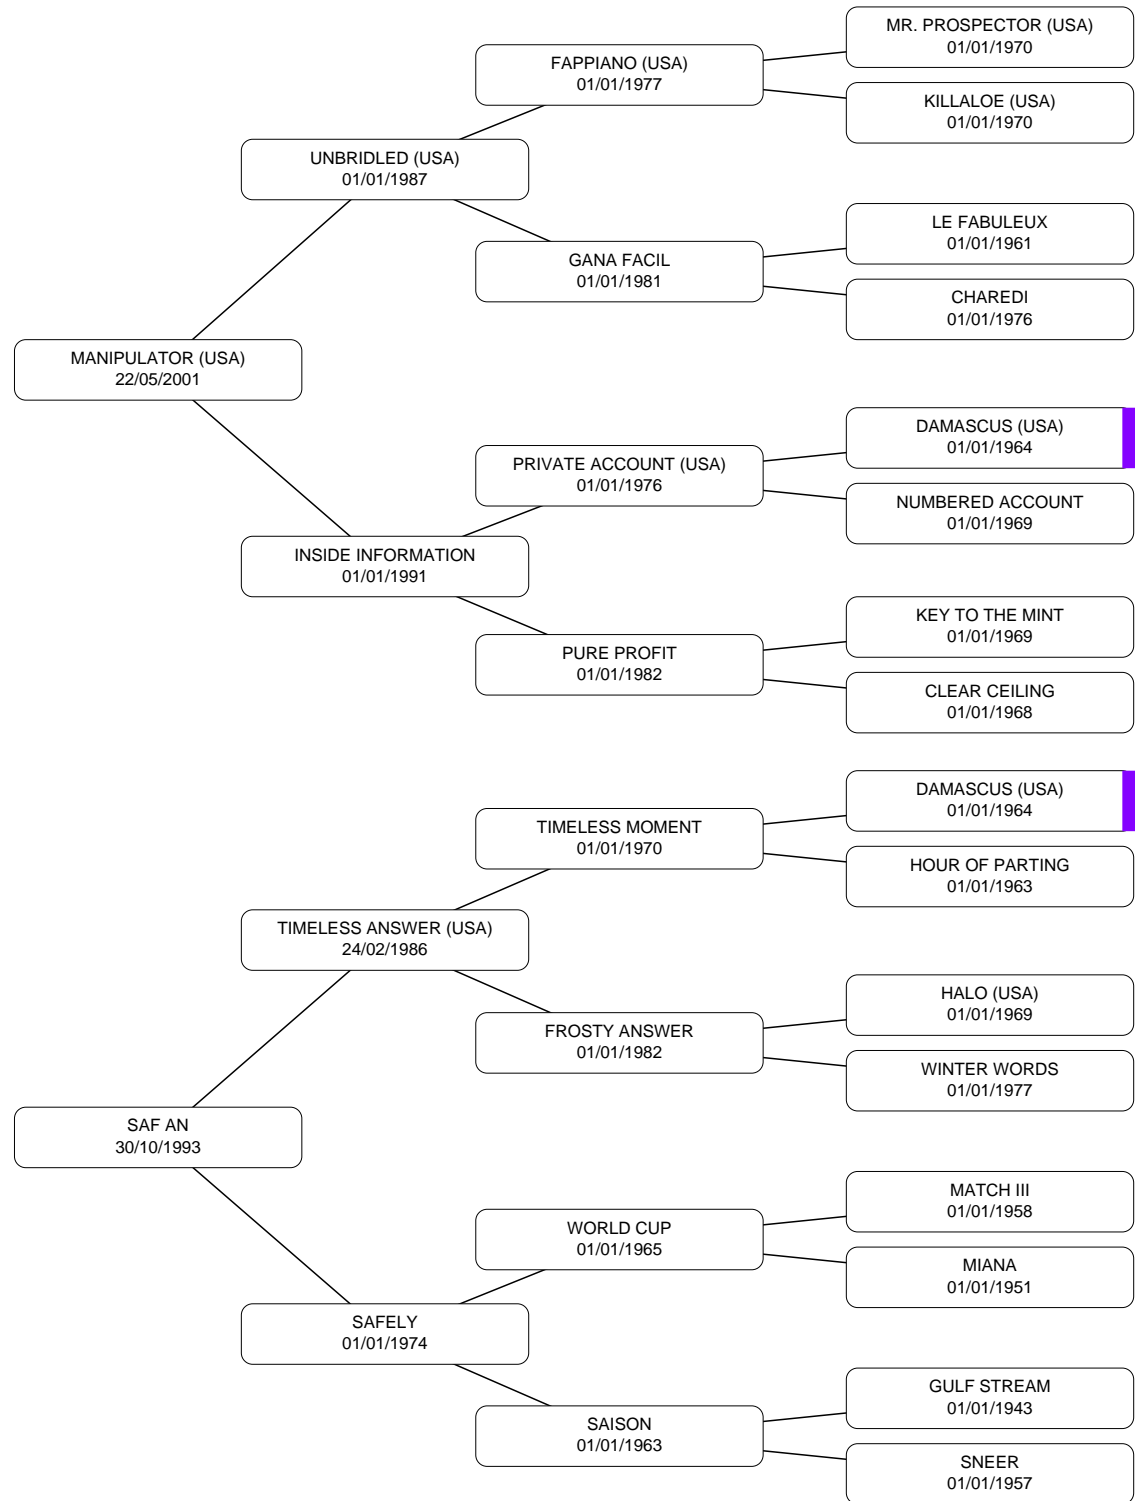 MR. PROSPECTOR (USA)
01/01/1970
FAPPIANO (USA)
01/01/1977
KILLALOE (USA)
01/01/1970
UNBRIDLED (USA)
01/01/1987
LE FABULEUX
01/01/1961
GANA FACIL
01/01/1981
CHAREDI
01/01/1976
MANIPULATOR (USA)
22/05/2001
DAMASCUS (USA)
01/01/1964
PRIVATE ACCOUNT (USA)
01/01/1976
NUMBERED ACCOUNT
01/01/1969
INSIDE INFORMATION
01/01/1991
KEY TO THE MINT
01/01/1969
PURE PROFIT
01/01/1982
CLEAR CEILING
01/01/1968
DAMASCUS (USA)
01/01/1964
TIMELESS MOMENT
01/01/1970
HOUR OF PARTING
01/01/1963
TIMELESS ANSWER (USA)
24/02/1986
HALO (USA)
01/01/1969
FROSTY ANSWER
01/01/1982
WINTER WORDS
01/01/1977
SAF AN
30/10/1993
MATCH III
01/01/1958
WORLD CUP
01/01/1965
MIANA
01/01/1951
SAFELY
01/01/1974
GULF STREAM
01/01/1943
SAISON
01/01/1963
SNEER
01/01/1957